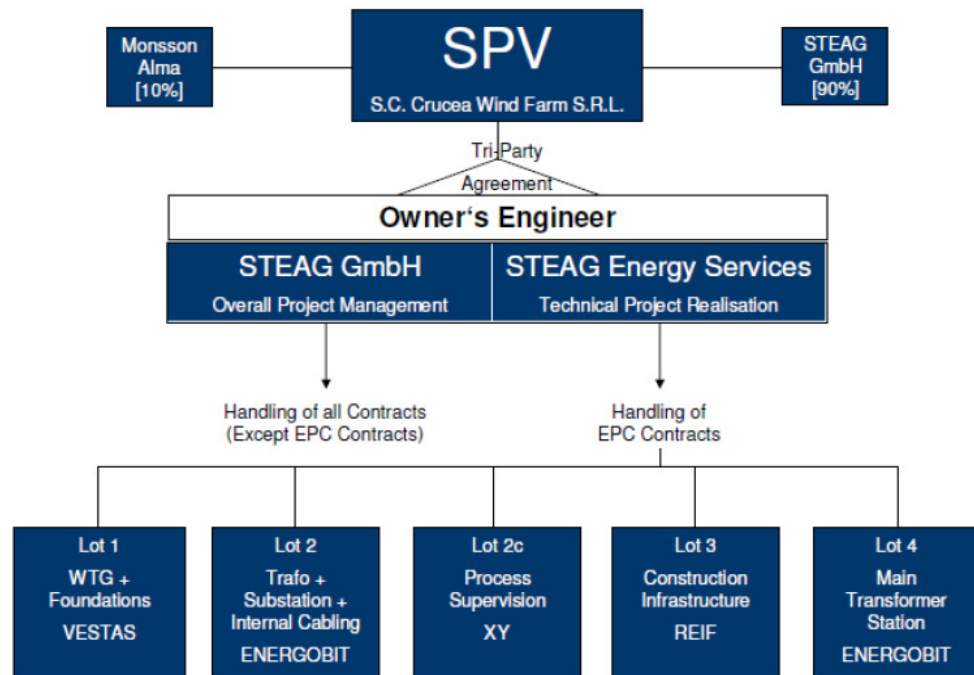 Monsson
Alma
[10%]
SPV
S.C. Crucea Wind Farm S.R.L.
STEAG
GmbH
[90%]
Tri-Party
Agreement
Owner‘s Engineer
STEAG GmbH
Overall Project Management
STEAG Energy Services
Technical Project Realisation
Handling of all Contracts
(Except EPC Contracts)
Handling of
EPC Contracts
Lot 1
WTG +
Foundations
VESTAS
Lot 2
Trafo +
Substation +
Internal Cabling
ENERGOBIT
Lot 2c
Process
Supervision
XY
Lot 3
Construction
Infrastructure
REIF
Lot 4
Main
Transformer
Station
ENERGOBIT